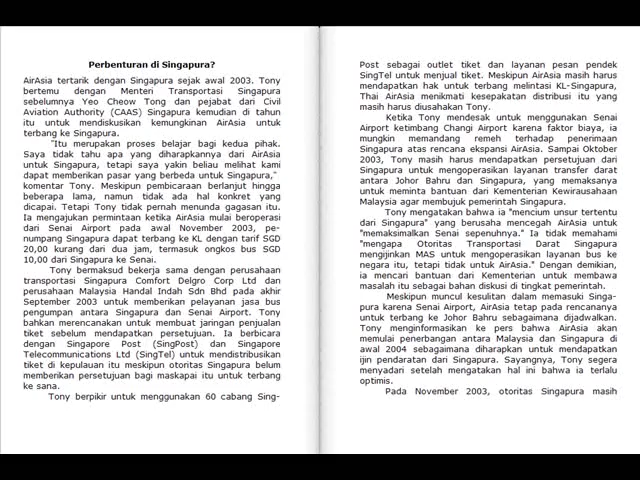 Perbenturan di Singapura?
AirAsia tertarik dengan Singapura sejak awal 2003. Tony
bertemu dengan Menteri Transportasi Singapura
sebelumnya Yeo Cheow Tong dan pejabat dari Civil
Aviation Authority (CAAS) Singapura kemudian di tahun
itu untuk mendiskusikan kemungkinan AirAsia untuk
terbang ke Singapura.
"Itu merupakan proses belajar bagi kedua pihak.
Saya tidak tahu apa yang diharapkannya dari AirAsia
untuk Singapura, tetapi saya yakin beliau melihat kami
dapat memberikan pasar yang berbeda untuk Singapura,"
komentar Tony. Meskipun pembicaraan berlanjut hingga
beberapa lama, namun tidak ada hal konkret yang
dicapai. Tetapi Tony tidak pernah menunda gagasan itu.
Ia mengajukan permintaan ketika AirAsia mulai beroperasi
dari Senai Airport pada awal November 2003, pe-
numpang Singapura dapat terbang ke KL dengan tarif SGD
20,00 kurang dari dua jam, termasuk ongkos bus SGD
10,00 dari Singapura ke Senai.
Tony bermaksud bekerja sama dengan perusahaan
transportasi Singapura Comfort Delgro Corp Ltd dan
perusahaan Malaysia Handal Indah Sdn Bhd pada akhir
September 2003 untuk memberikan pelayanan jasa bus
pengumpan antara Singapura dan Senai Airport. Tony
bahkan merencanakan untuk membuat jaringan penjualan
tiket sebelum mendapatkan persetujuan. Ia berbicara
dengan Singapore Post (SingPost) dan Singapore
Telecommunications Ltd (SingTel) untuk mendistribusikan
tiket di kepulauan itu meskipun otoritas Singapura belum
memberikan persetujuan bagi maskapai itu untuk terbang
ke sana.
Tony berpikir untuk menggunakan 60 cabang Sing-
Post sebagai outlet tiket dan layanan pesan pendek
SingTel untuk menjual tiket. Meskipun AirAsia masih harus
mendapatkan hak untuk terbang melintasi KL-Singapura,
Thai AirAsia menikmati kesepakatan distribusi itu yang
masih harus diusahakan Tony.
Ketika Tony mendesak untuk menggunakan Senai
Airport ketimbang Changi Airport karena faktor biaya, ia
mungkin memandang remeh terhadap penerimaan
Singapura atas rencana ekspansi AirAsia. Sampai Oktober
2003, Tony masih harus mendapatkan persetujuan dari
Singapura untuk mengoperasikan layanan transfer darat
antara Johor Bahru dan Singapura, yang memaksanya
untuk meminta bantuan dari Kementerian Kewirausahaan
Malaysia agar membujuk pemerintah Singapura.
Tony mengatakan bahwa ia "mencium unsur tertentu
dari Singapura" yang berusaha mencegah AirAsia untuk
"memaksimalkan Senai sepenuhnya." Ia tidak memahami
"mengapa Otoritas Transportasi Darat Singapura
mengijinkan MAS untuk mengoperasikan layanan bus ke
negara itu, tetapi tidak untuk AirAsia." Dengan demikian,
ia mencari bantuan dari Kementerian untuk membawa
masalah itu sebagai bahan diskusi di tingkat pemerintah.
Meskipun muncul kesulitan dalam memasuki Singa-
pura karena Senai Airport, AirAsia tetap pada rencananya
untuk terbang ke Johor Bahru sebagaimana dijadwalkan.
Tony menginformasikan ke pers bahwa AirAsia akan
memulai penerbangan antara Malaysia dan Singapura di
awal 2004 sebagaimana diharapkan untuk mendapatkan
ijin pendaratan dari Singapura. Sayangnya, Tony segera
menyadari setelah mengatakan hal ini bahwa ia terlalu
optimis.
Pada November 2003, otoritas Singapura masih